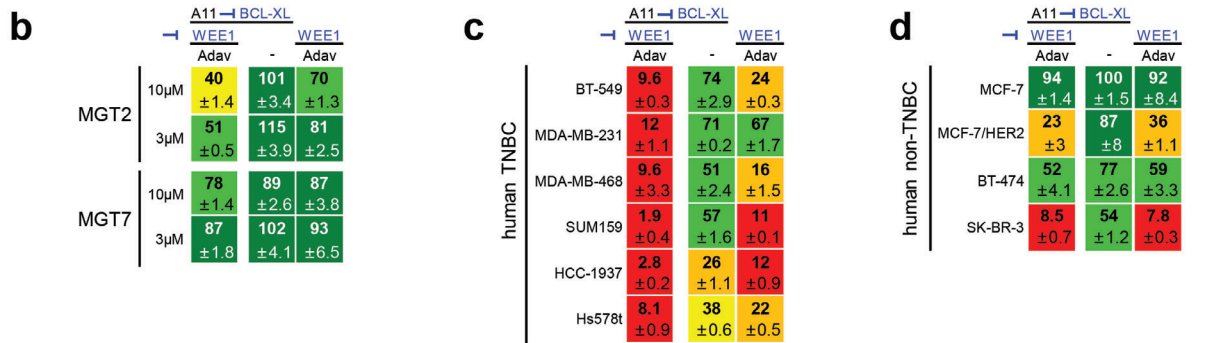 b
A11 ⊣ BCL-XL
⊣ WEE1 WEE1
Adav - Adav
MGT2
10µM 40 ±1.4 101 ±3.4 70 ±1.3
3µM 51 ±0.5 115 ±3.9 81 ±2.5
MGT7
10µM 78 ±1.4 89 ±2.6 87 ±3.8
3µM 87 ±1.8 102 ±4.1 93 ±6.5
c
A11 ⊣ BCL-XL
⊣ WEE1 WEE1
Adav - Adav
human TNBC
BT-549 9.6 ±0.3 74 ±2.9 24 ±0.3
MDA-MB-231 12 ±1.1 71 ±0.2 67 ±1.7
MDA-MB-468 9.6 ±3.3 51 ±2.4 16 ±1.5
SUM159 1.9 ±0.4 57 ±1.6 11 ±0.1
HCC-1937 2.8 ±0.2 26 ±1.1 12 ±0.9
Hs578t 8.1 ±0.9 38 ±0.6 22 ±0.5
d
A11 ⊣ BCL-XL
⊣ WEE1 WEE1
Adav - Adav
human non-TNBC
MCF-7 94 ±1.4 100 ±1.5 92 ±8.4
MCF-7/HER2 23 ±3 87 ±8 36 ±1.1
BT-474 52 ±4.1 77 ±2.6 59 ±3.3
SK-BR-3 8.5 ±0.7 54 ±1.2 7.8 ±0.3